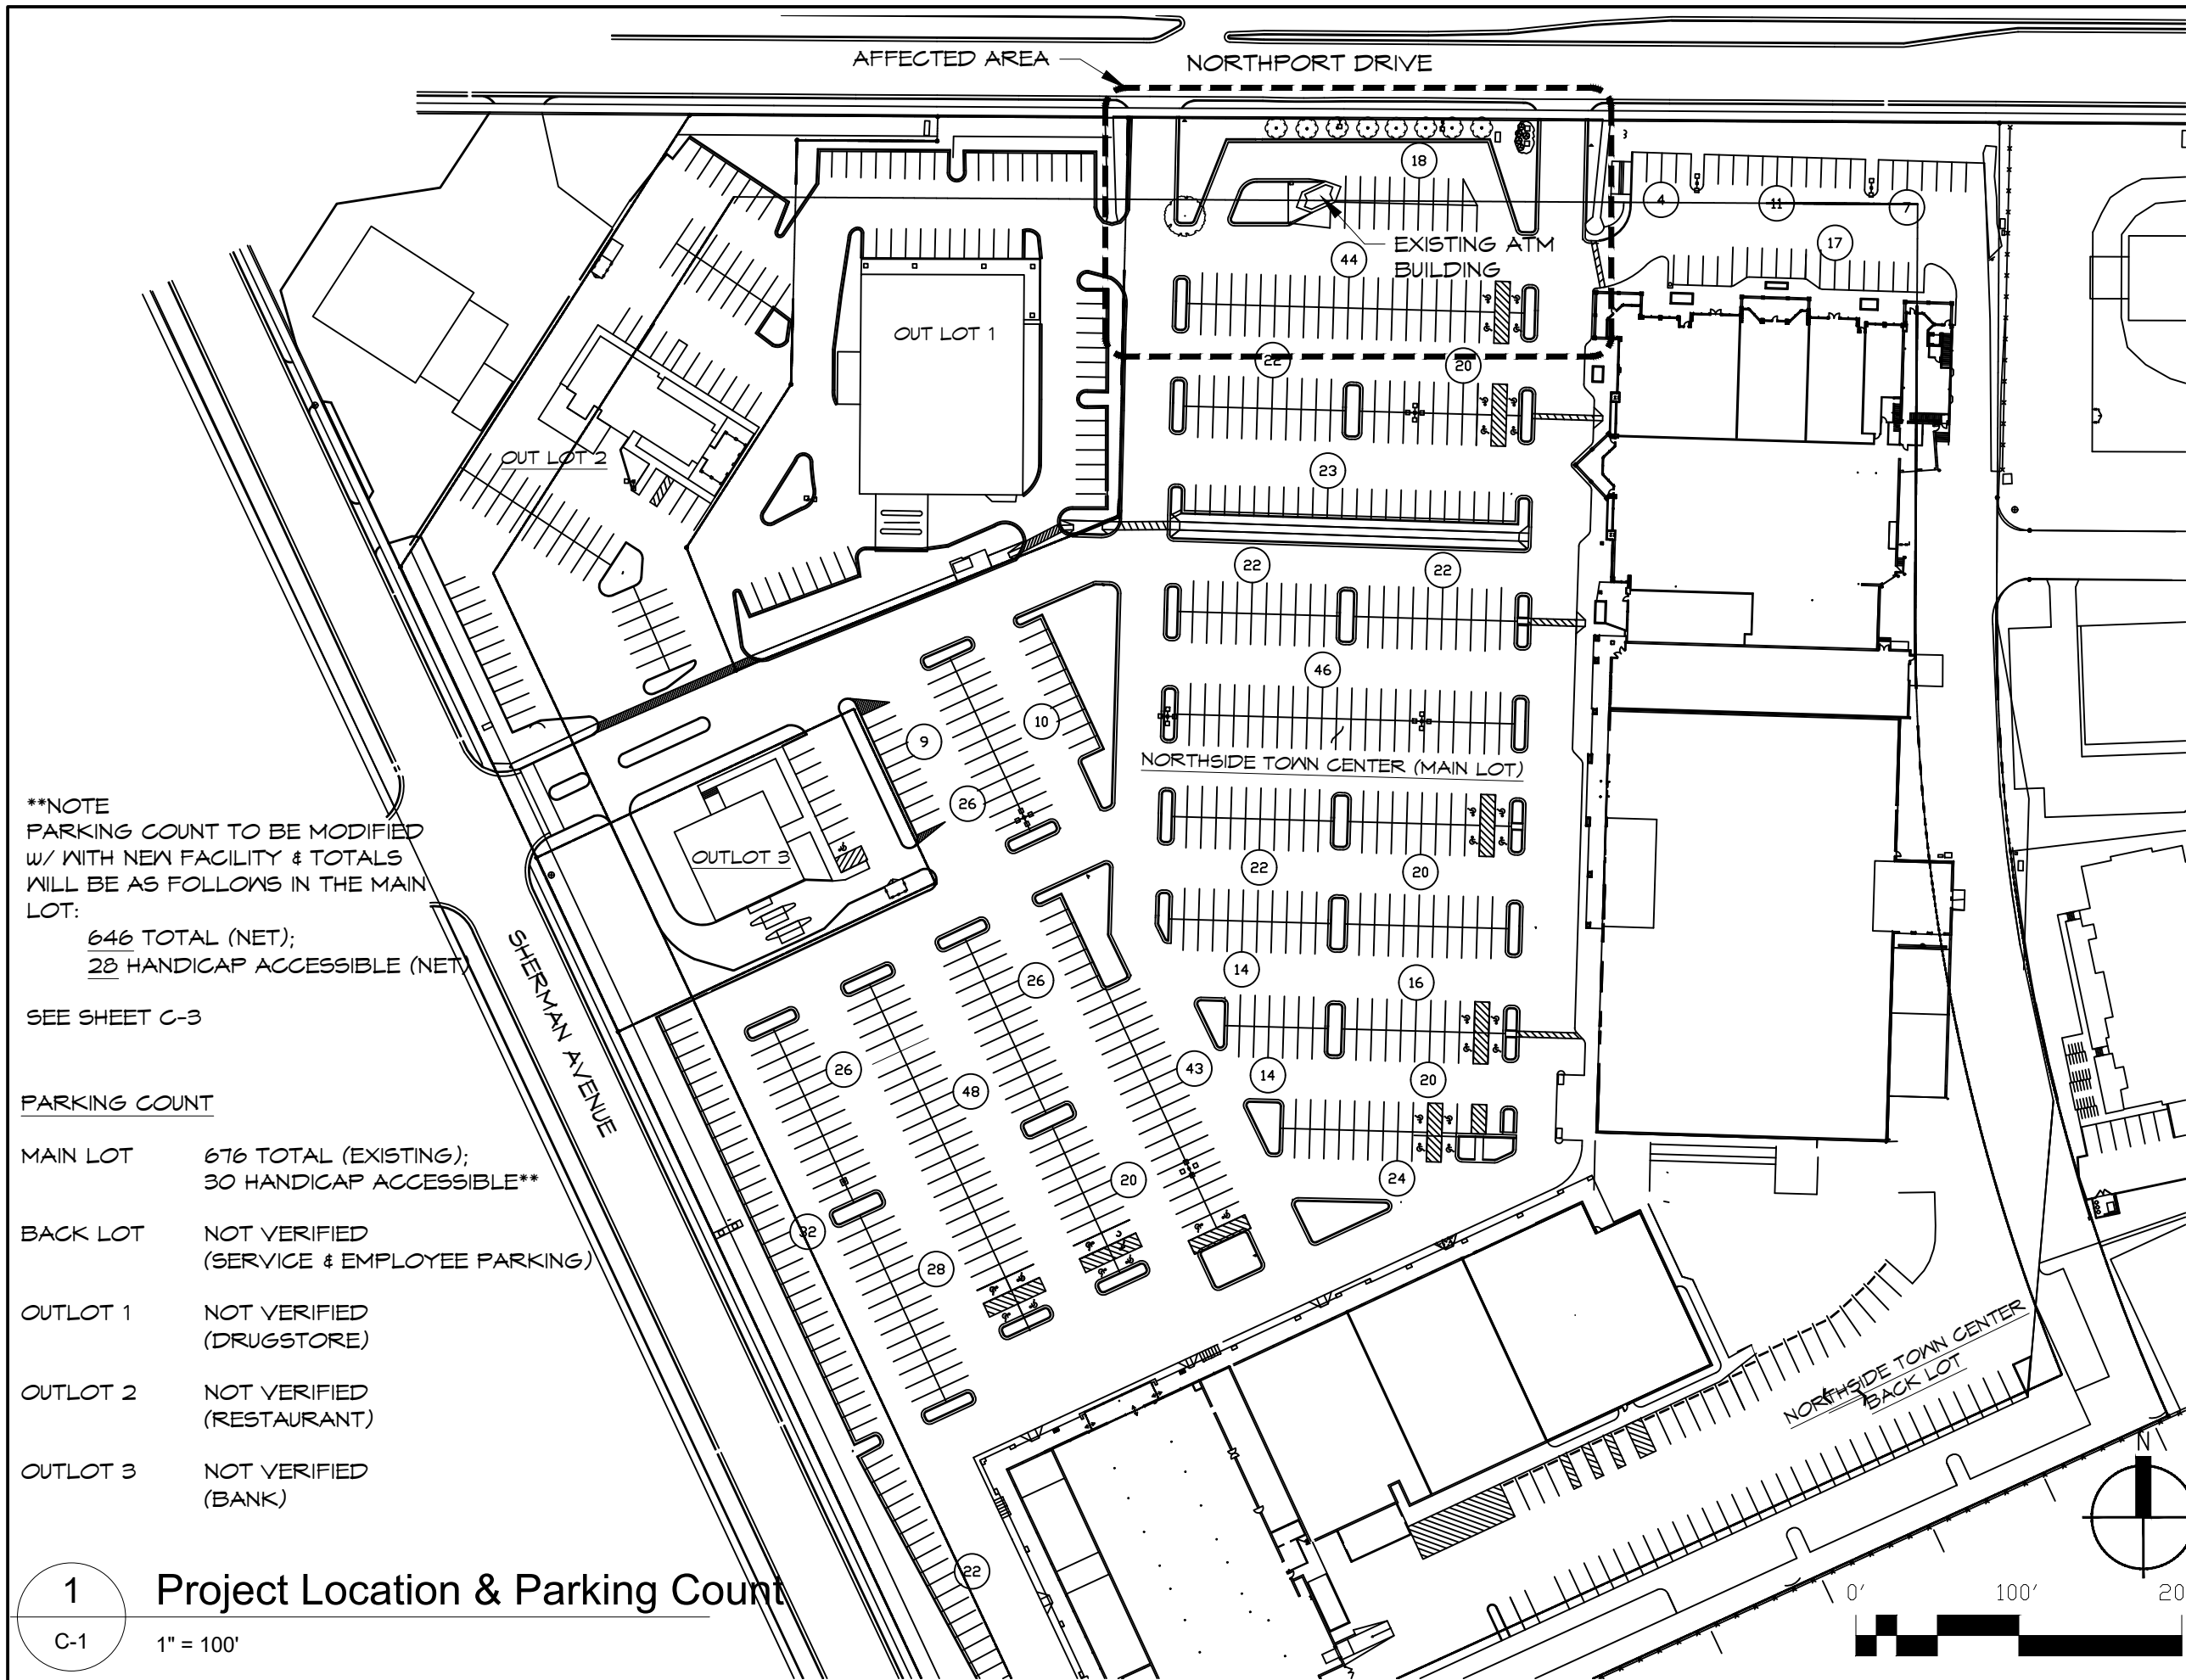 AFFECTED AREA
NORTHPORT DRIVE
18
4
11
7
17
EXISTING ATM
BUILDING
44
OUT LOT 1
22
20
OUT LOT 2
23
22
22
46
10
9
NORTHSIDE TOWN CENTER (MAIN LOT)
26
OUTLOT 3
22
20
**NOTE
PARKING COUNT TO BE MODIFIED
W/ WITH NEW FACILITY & TOTALS
WILL BE AS FOLLOWS IN THE MAIN
LOT:
646 TOTAL (NET);
28 HANDICAP ACCESSIBLE (NET)
SEE SHEET C-3
SHERMAN AVENUE
14
16
26
26
48
43
14
20
20
24
32
28
22
PARKING COUNT
MAIN LOT 676 TOTAL (EXISTING);
30 HANDICAP ACCESSIBLE**
BACK LOT NOT VERIFIED
(SERVICE & EMPLOYEE PARKING)
OUTLOT 1 NOT VERIFIED
(DRUGSTORE)
OUTLOT 2 NOT VERIFIED
(RESTAURANT)
OUTLOT 3 NOT VERIFIED
(BANK)
NORTHSIDE TOWN CENTER
BACK LOT
N
0' 100' 20
1
C-1
Project Location & Parking Count
1" = 100'